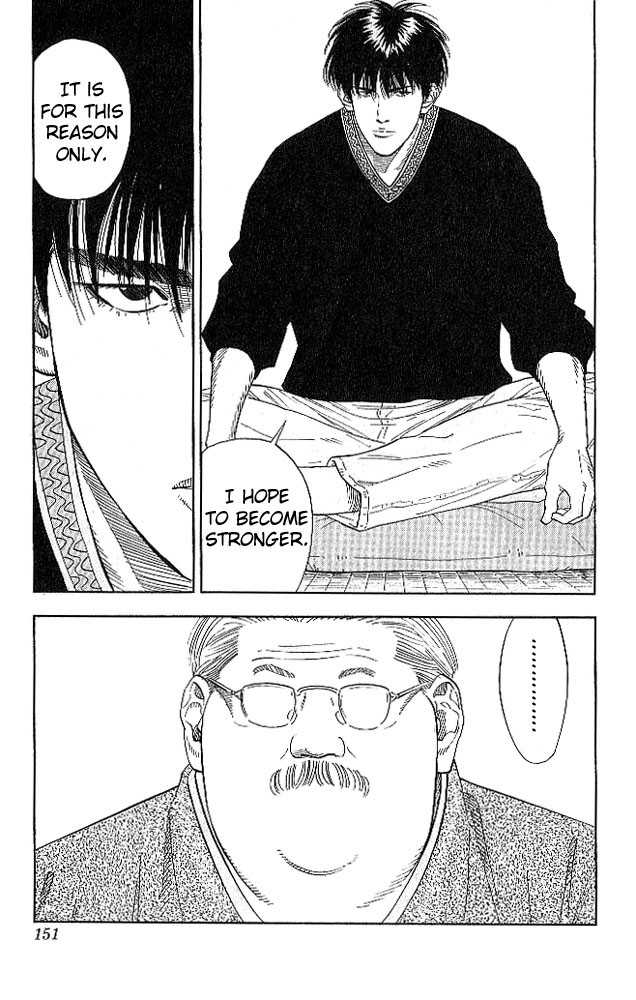 I HOPE
TO BECOME
STRONGER.
IT IS
FOR THIS
REASON
ONLY.
.........
151